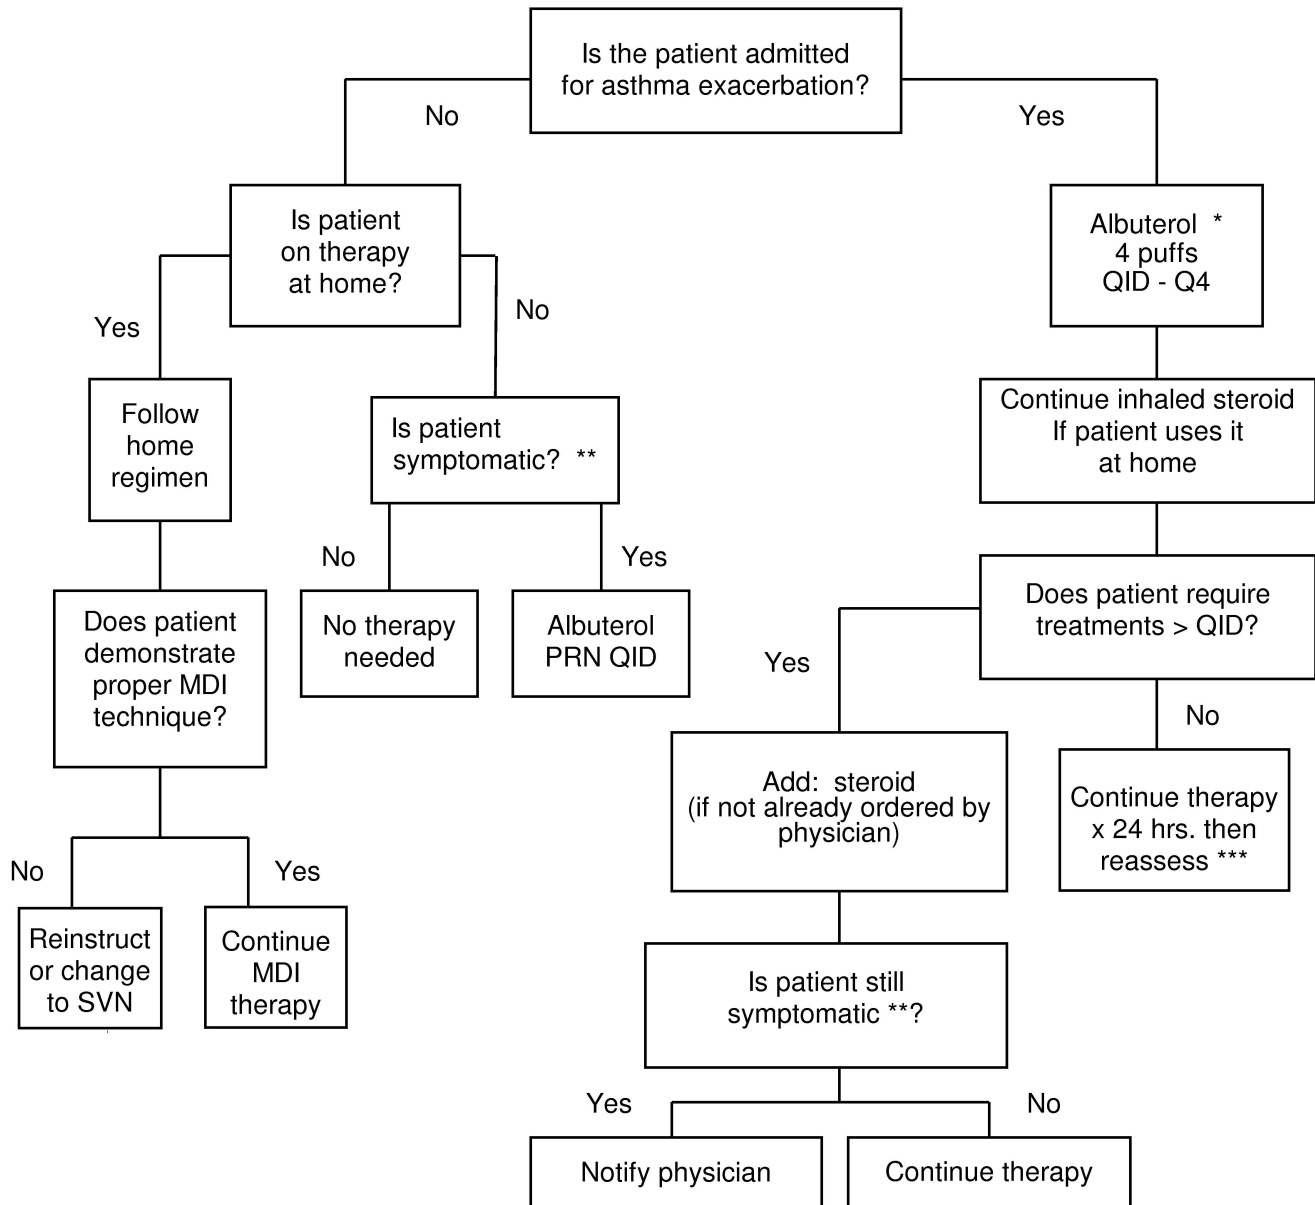 Is the patient admitted
for asthma exacerbation?
No
Yes
Is patient
on therapy
at home?
Albuterol *
4 puffs
QID - Q4
Yes
No
Follow
home
regimen
Is patient
symptomatic? **
Continue inhaled steroid
If patient uses it
at home
No
Yes
Does patient
demonstrate
proper MDI
technique?
No therapy
needed
Albuterol
PRN QID
Does patient require
treatments > QID?
Yes
No
Add: steroid
(if not already ordered by
physician)
Continue therapy
x 24 hrs. then
reassess ***
No
Yes
Reinstruct
or change
to SVN
Continue
MDI
therapy
Is patient still
symptomatic **?
Yes
No
Notify physician
Continue therapy